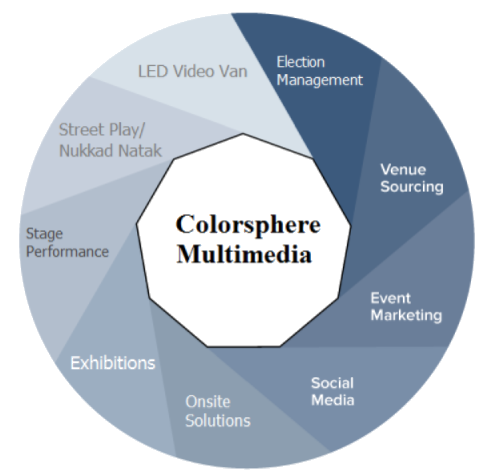 LED Video Van
Election
Management
Street Play/
Nukkad Natak
Venue
Sourcing
Colorsphere
Multimedia
Stage
Performance
Event
Marketing
Exhibitions
Social
Media
Onsite
Solutions